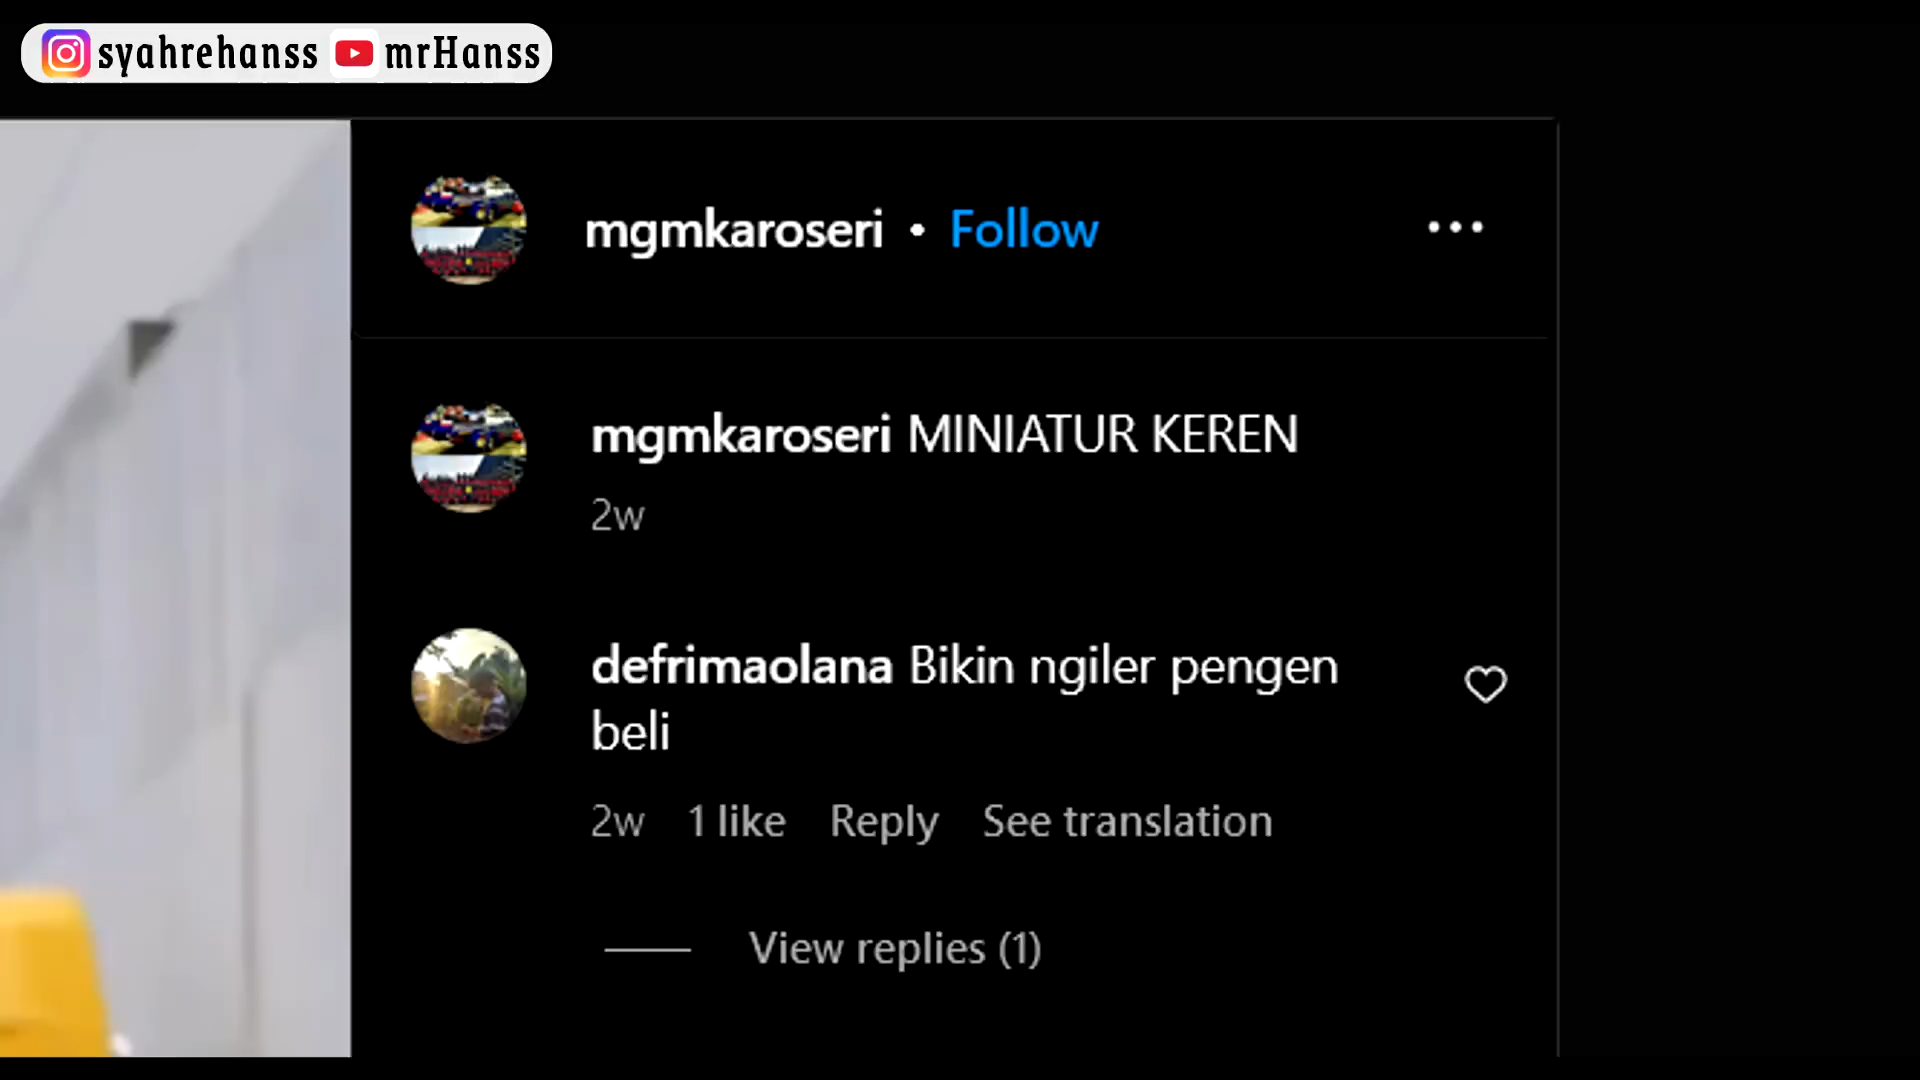 syahrehanss mrHanss
mgmkaroseri • Follow
mgmkaroseri MINIATUR KEREN
2w
defrimaolana Bikin ngiler pengen
beli
2w 1 like Reply See translation
View replies (1)